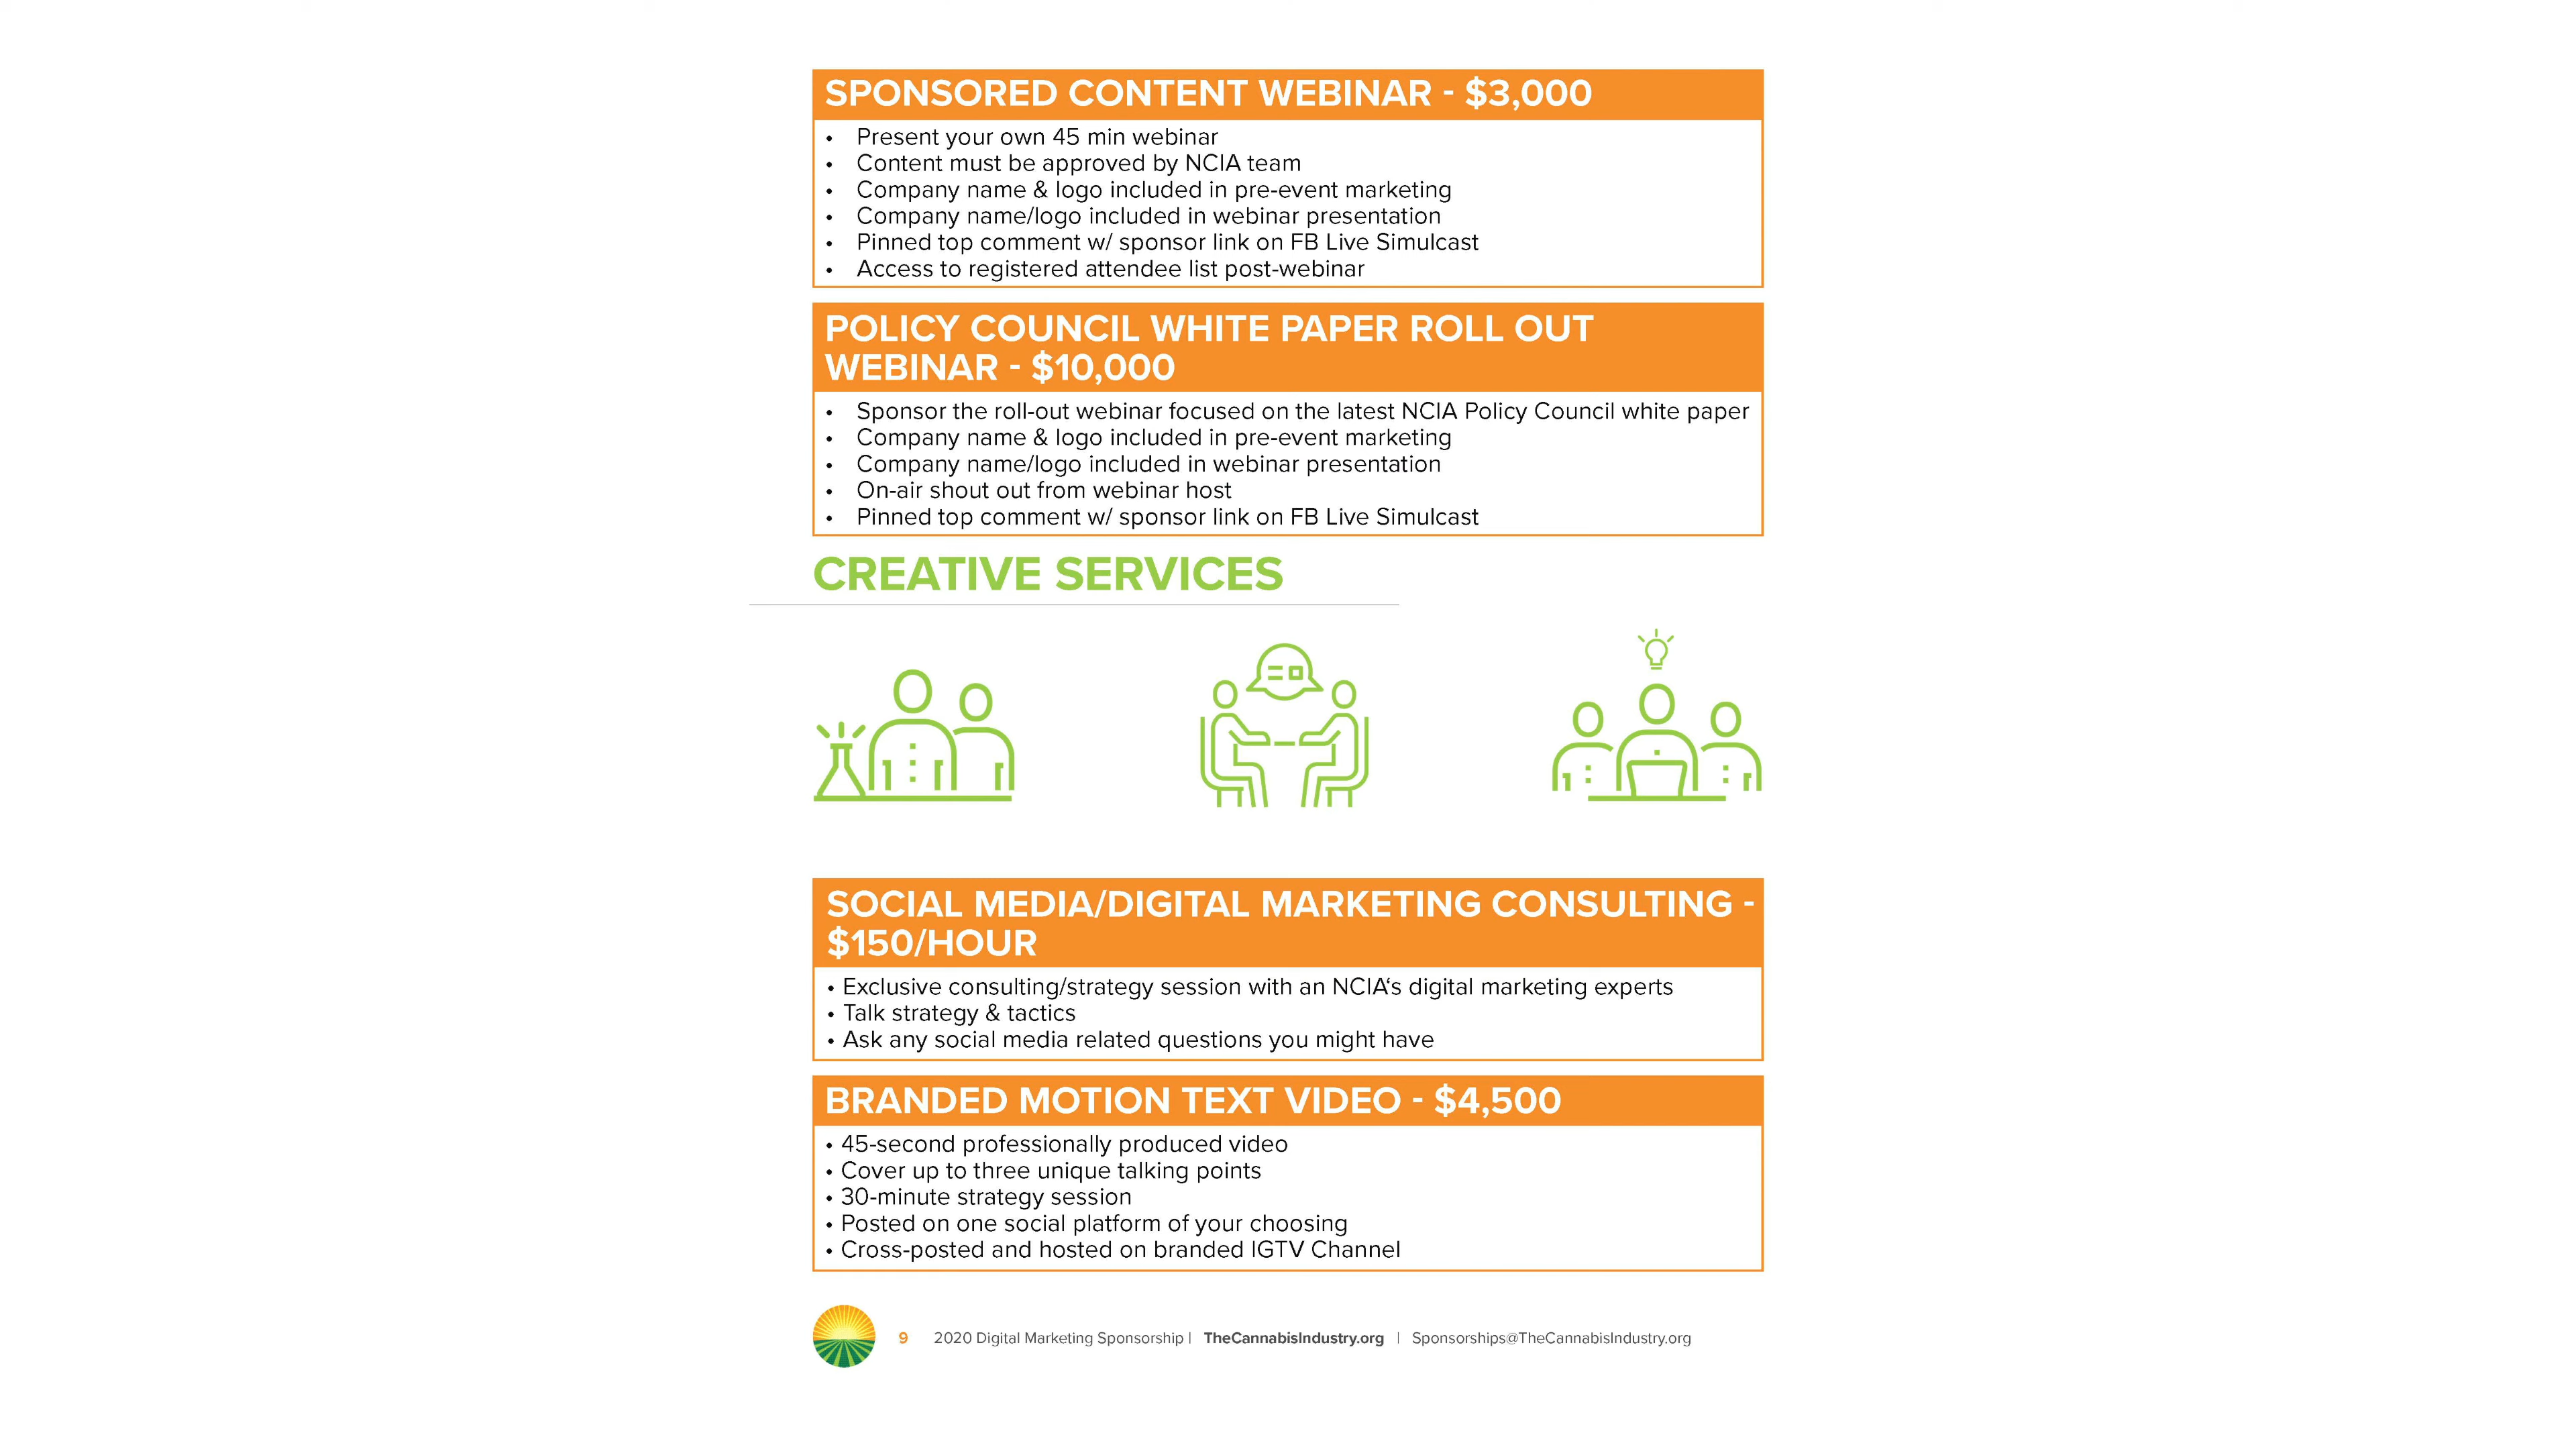 SPONSORED CONTENT WEBINAR - $3,000
• Present your own 45 min webinar
• Content must be approved by NCIA team
• Company name & logo included in pre-event marketing
• Company name/logo included in webinar presentation
• Pinned top comment w/ sponsor link on FB Live Simulcast
• Access to registered attendee list post-webinar
POLICY COUNCIL WHITE PAPER ROLL OUT
WEBINAR - $10,000
• Sponsor the roll-out webinar focused on the latest NCIA Policy Council white paper
• Company name & logo included in pre-event marketing
• Company name/logo included in webinar presentation
• On-air shout out from webinar host
• Pinned top comment w/ sponsor link on FB Live Simulcast
CREATIVE SERVICES
SOCIAL MEDIA/DIGITAL MARKETING CONSULTING -
$150/HOUR
• Exclusive consulting/strategy session with an NCIA‘s digital marketing experts
• Talk strategy & tactics
• Ask any social media related questions you might have
BRANDED MOTION TEXT VIDEO - $4,500
• 45-second professionally produced video
• Cover up to three unique talking points
• 30-minute strategy session
• Posted on one social platform of your choosing
• Cross-posted and hosted on branded IGTV Channel
9 2020 Digital Marketing Sponsorship | TheCannabisIndustry.org | Sponsorships@TheCannabisIndustry.org